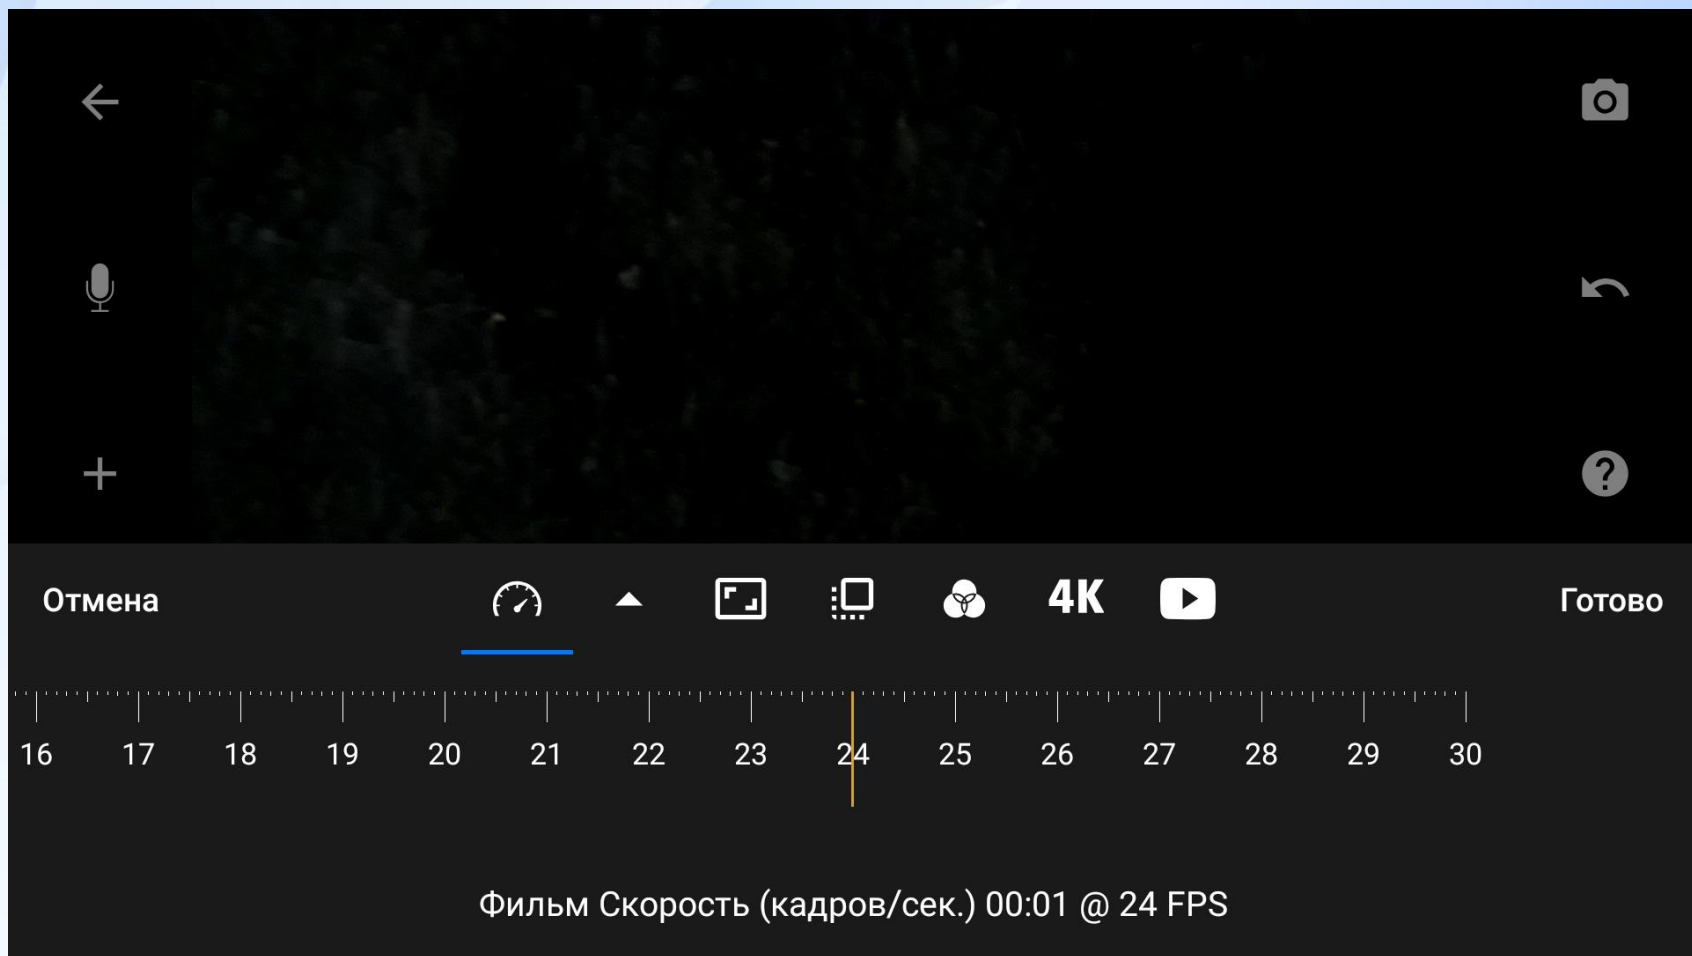 Отмена
4K
Готово
16 17 18 19 20 21 22 23 24 25 26 27 28 29 30
Фильм Скорость (кадров/сек.) 00:01 @ 24 FPS